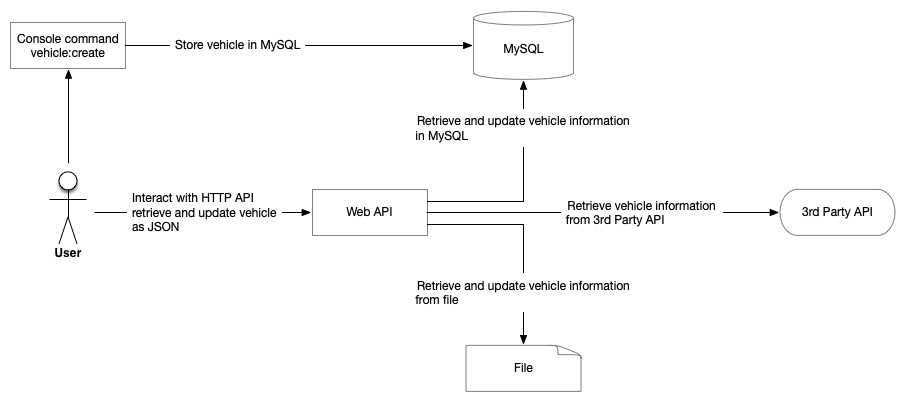 Console command
vehicle:create
Store vehicle in MySQL
MySQL
Retrieve and update vehicle information
in MySQL
Interact with HTTP API
retrieve and update vehicle
as JSON
Web API
Retrieve vehicle information
from 3rd Party API
3rd Party API
User
Retrieve and update vehicle information
from file
File